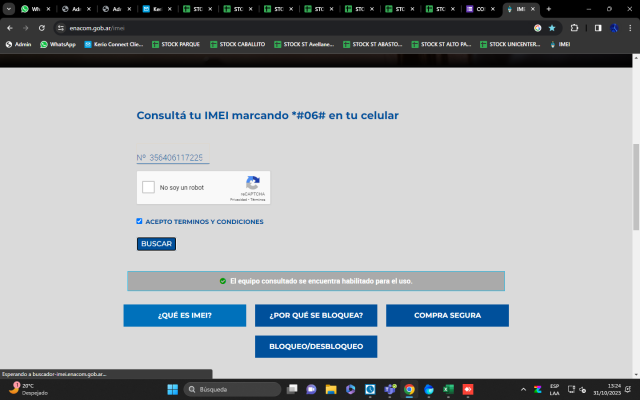 Wh
Adı
Adı
Keri
STC
STC
STC
STC
STC
STC
STC
CO
IMEI
enacom.gob.ar/imei
Admin
WhatsApp
Kerio Connect Clie...
STOCK PARQUE
STOCK CABALLITO
STOCK ST Avellane...
STOCK ST ABASTO...
STOCK ST ALTO PA...
STOCK UNICENTER...
IMEI
Consultá tu IMEI marcando *#06# en tu celular
Nº: 356406117225
No soy un robot
reCAPTCHA
Privacidad - Términos
ACEPTO TERMINOS Y CONDICIONES
BUSCAR
El equipo consultado se encuentra habilitado para el uso.
¿QUÉ ES IMEI?
¿POR QUÉ SE BLOQUEA?
COMPRA SEGURA
BLOQUEO/DESBLOQUEO
Esperando a buscador-imei.enacom.gob.ar...
20°C
Despejado
Búsqueda
ESP
LAA
13:24
31/10/2023